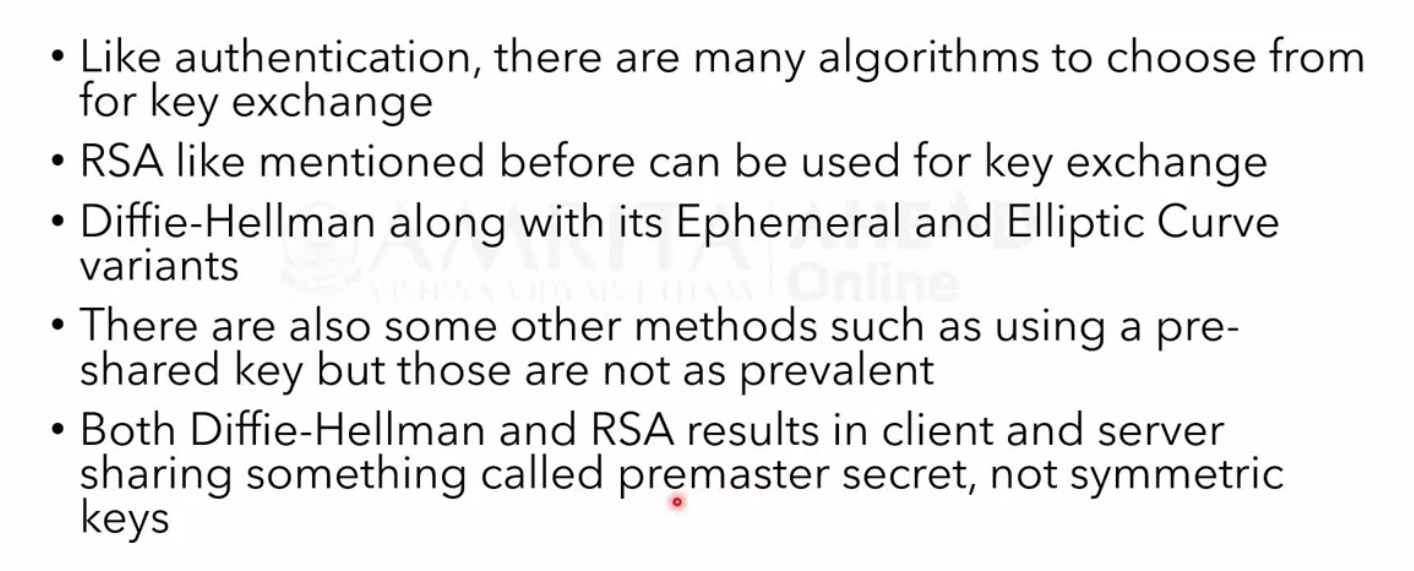 • Like authentication, there are many algorithms to choose from
for key exchange
• RSA like mentioned before can be used for key exchange
• Diffie-Hellman along with its Ephemeral and Elliptic Curve
variants
• There are also some other methods such as using a pre-
shared key but those are not as prevalent
• Both Diffie-Hellman and RSA results in client and server
sharing something called premaster secret, not symmetric
keys
AMRITA
VISHWA VIDYAPEETHAM
AHEAD
Online